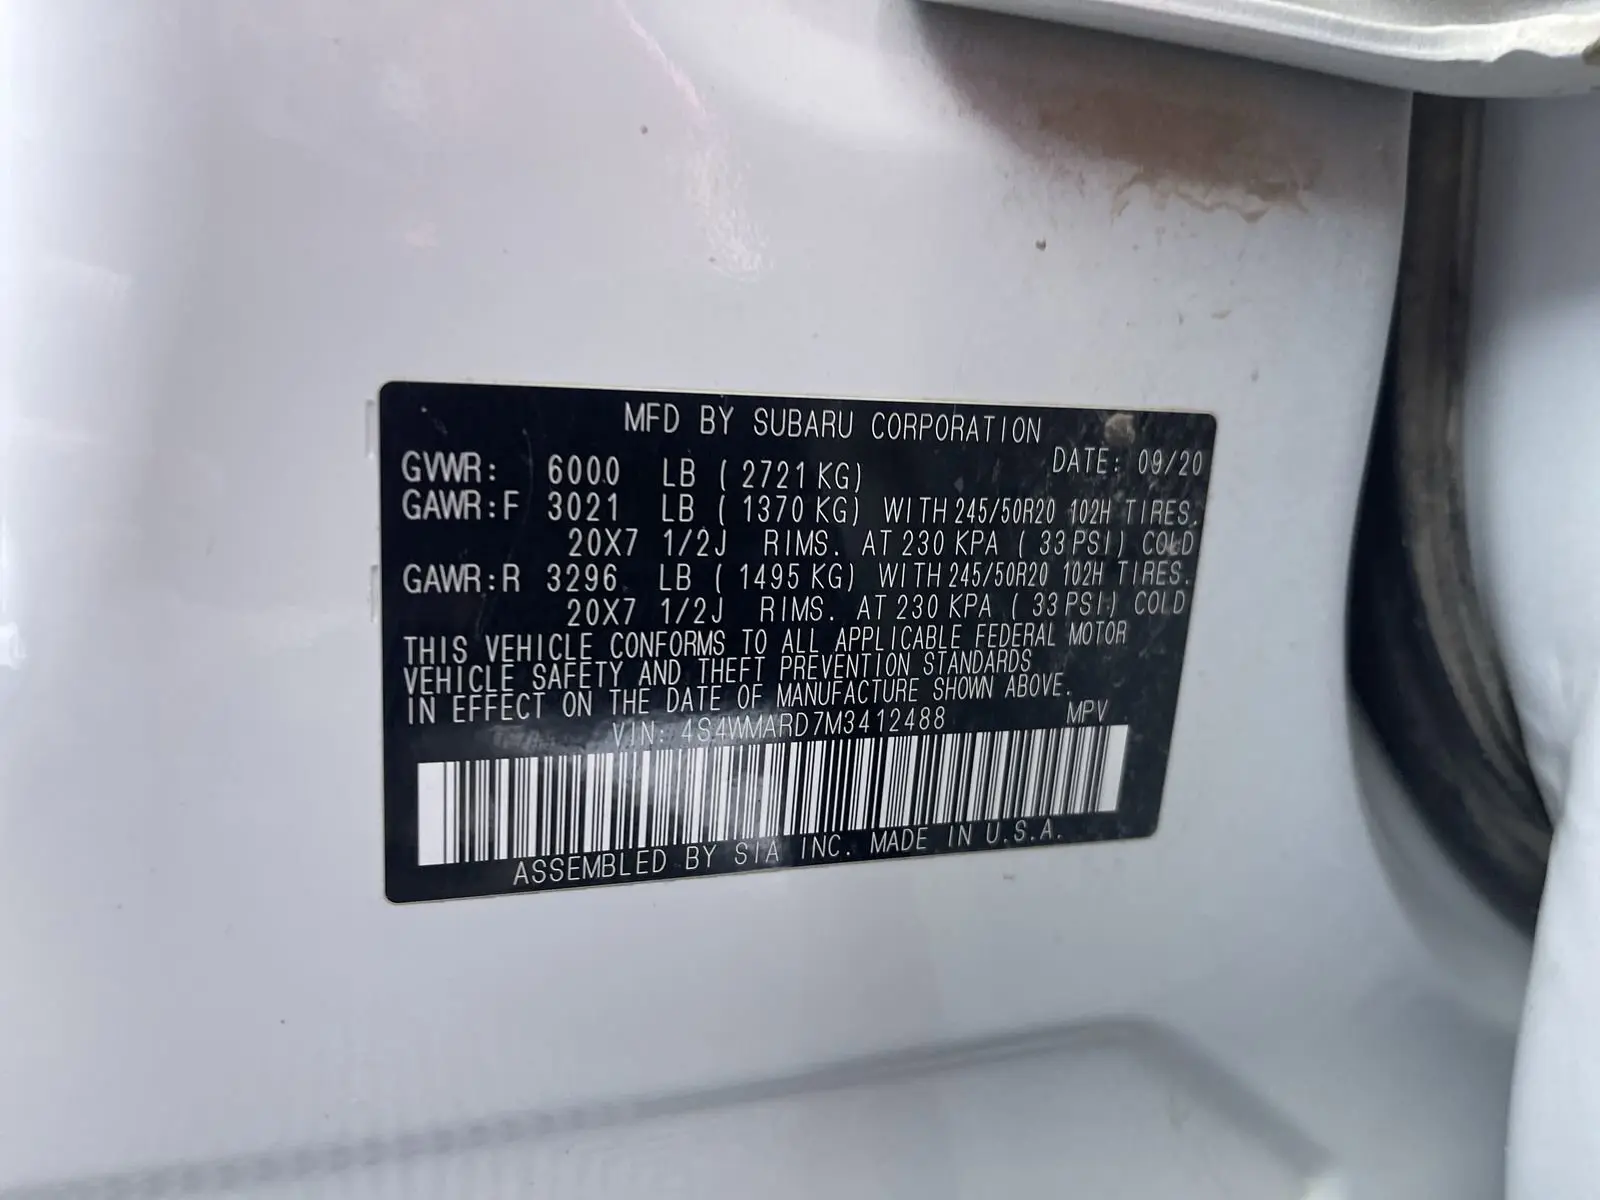 MFD BY SUBARU CORPORATION
DATE: 09/20
GVWR: 6000 LB ( 2721 KG)
GAWR:F 3021 LB ( 1370 KG) WITH 245/50R20 102H TIRES.
20X7 1/2J RIMS. AT 230 KPA ( 33 PSI) COLD
GAWR:R 3296 LB ( 1495 KG) WITH 245/50R20 102H TIRES.
20X7 1/2J RIMS. AT 230 KPA ( 33 PSI) COLD
THIS VEHICLE CONFORMS TO ALL APPLICABLE FEDERAL MOTOR
VEHICLE SAFETY AND THEFT PREVENTION STANDARDS
IN EFFECT ON THE DATE OF MANUFACTURE SHOWN ABOVE.
VIN: 4S4WMARD7M3412488 MPV
ASSEMBLED BY SIA INC. MADE IN U.S.A.